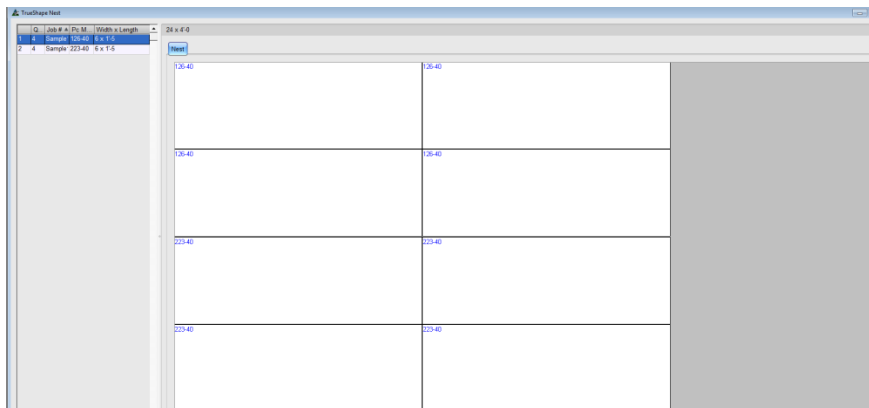 TrueShape Nest
Q Job # Pc M... Width x Length
1 4 Sample 126-40 6 x 1'-5
2 4 Sample 223-40 6 x 1'-5
24 x 4'-0
Nest
126-40 126-40
126-40 126-40
223-40 223-40
223-40 223-40